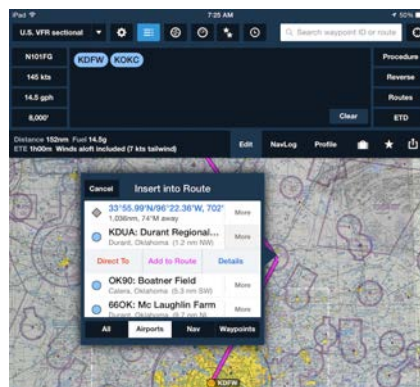 iPad
7:25 AM
50%
U.S. VFR sectional
Search waypoint ID or route
N101FG
KDFW KOKC
Procedure
145 kts
Reverse
14.5 gph
Routes
8,000'
Clear
ETD
Distance 152nm Fuel 14.5g
ETE 1h00m Winds aloft included (7 kts tailwind)
Edit NavLog Profile
Cancel Insert into Route
33°55.99'N/96°22.36'W, 702'
1,036nm, 74°M away
More
KDUA: Durant Regional...
Durant, Oklahoma (1.2 nm NW)
More
Direct To Add to Route Details
OK90: Boatner Field
Calera, Oklahoma (5.3 nm SW)
More
66OK: Mc Laughlin Farm
Durant, Oklahoma (9.7 nm N)
More
All Airports Nav Waypoints
KDFW